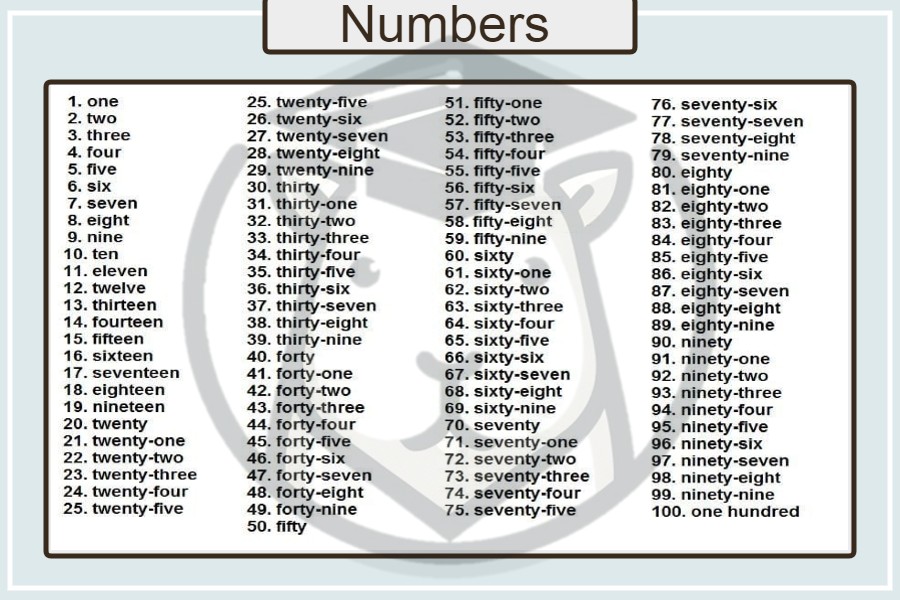 Numbers
1. one
2. two
3. three
4. four
5. five
6. six
7. seven
8. eight
9. nine
10. ten
11. eleven
12. twelve
13. thirteen
14. fourteen
15. fifteen
16. sixteen
17. seventeen
18. eighteen
19. nineteen
20. twenty
21. twenty-one
22. twenty-two
23. twenty-three
24. twenty-four
25. twenty-five
25. twenty-five
26. twenty-six
27. twenty-seven
28. twenty-eight
29. twenty-nine
30. thirty
31. thirty-one
32. thirty-two
33. thirty-three
34. thirty-four
35. thirty-five
36. thirty-six
37. thirty-seven
38. thirty-eight
39. thirty-nine
40. forty
41. forty-one
42. forty-two
43. forty-three
44. forty-four
45. forty-five
46. forty-six
47. forty-seven
48. forty-eight
49. forty-nine
50. fifty
51. fifty-one
52. fifty-two
53. fifty-three
54. fifty-four
55. fifty-five
56. fifty-six
57. fifty-seven
58. fifty-eight
59. fifty-nine
60. sixty
61. sixty-one
62. sixty-two
63. sixty-three
64. sixty-four
65. sixty-five
66. sixty-six
67. sixty-seven
68. sixty-eight
69. sixty-nine
70. seventy
71. seventy-one
72. seventy-two
73. seventy-three
74. seventy-four
75. seventy-five
76. seventy-six
77. seventy-seven
78. seventy-eight
79. seventy-nine
80. eighty
81. eighty-one
82. eighty-two
83. eighty-three
84. eighty-four
85. eighty-five
86. eighty-six
87. eighty-seven
88. eighty-eight
89. eighty-nine
90. ninety
91. ninety-one
92. ninety-two
93. ninety-three
94. ninety-four
95. ninety-five
96. ninety-six
97. ninety-seven
98. ninety-eight
99. ninety-nine
100. one hundred